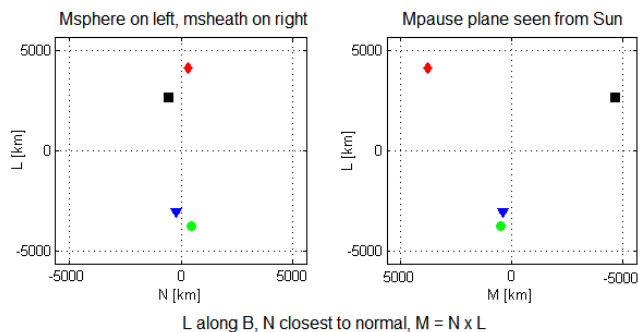 Msphere on left, msheath on right
5000
0
-5000
L [km]
-5000 0 5000
N [km]
Mpause plane seen from Sun
5000
0
-5000
L [km]
5000 0 -5000
M [km]
L along B, N closest to normal, M = N x L